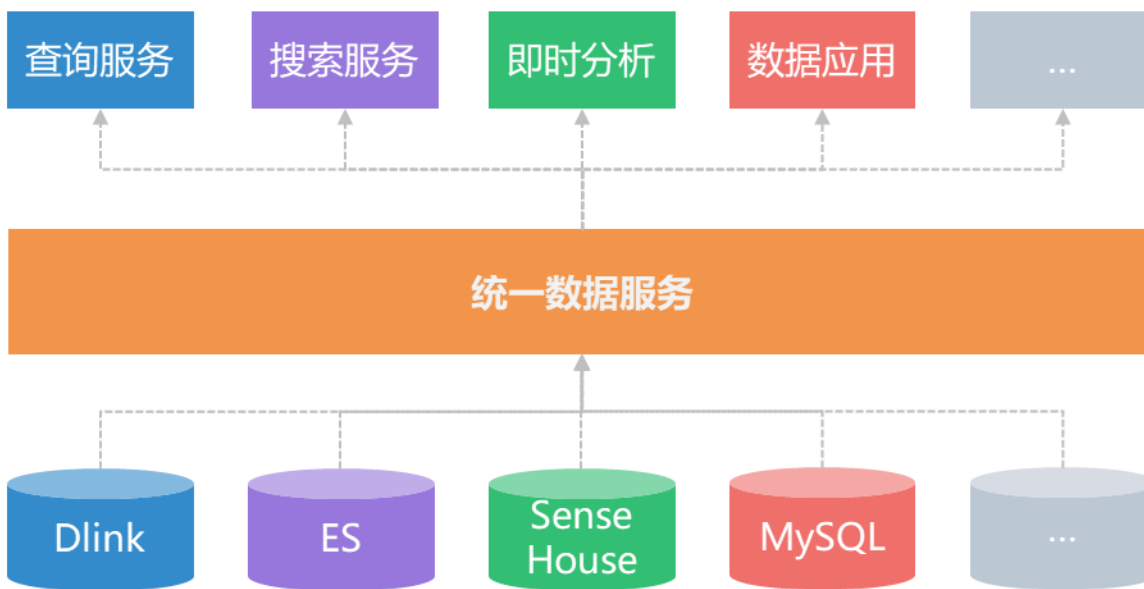 查询服务
搜索服务
即时分析
数据应用
...
统一数据服务
Dlink
ES
Sense
House
MySQL
...